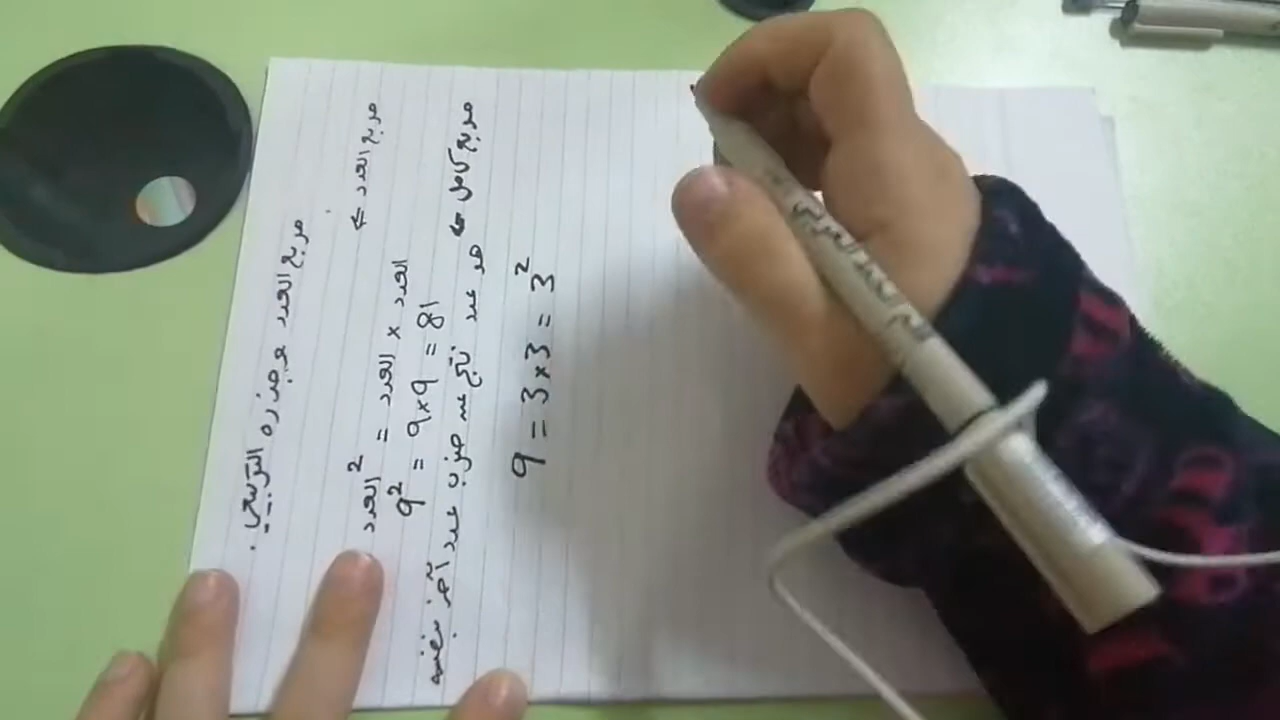 مربع العدد وجذره التربيعي.
مربع العدد ⇐ العدد² = العدد × العدد
9² = 9×9 = 81
مربع كامل ⇐ هو عدد ناتج عن ضرب عدد آخر بنفسه
9 = 3×3 = 3²